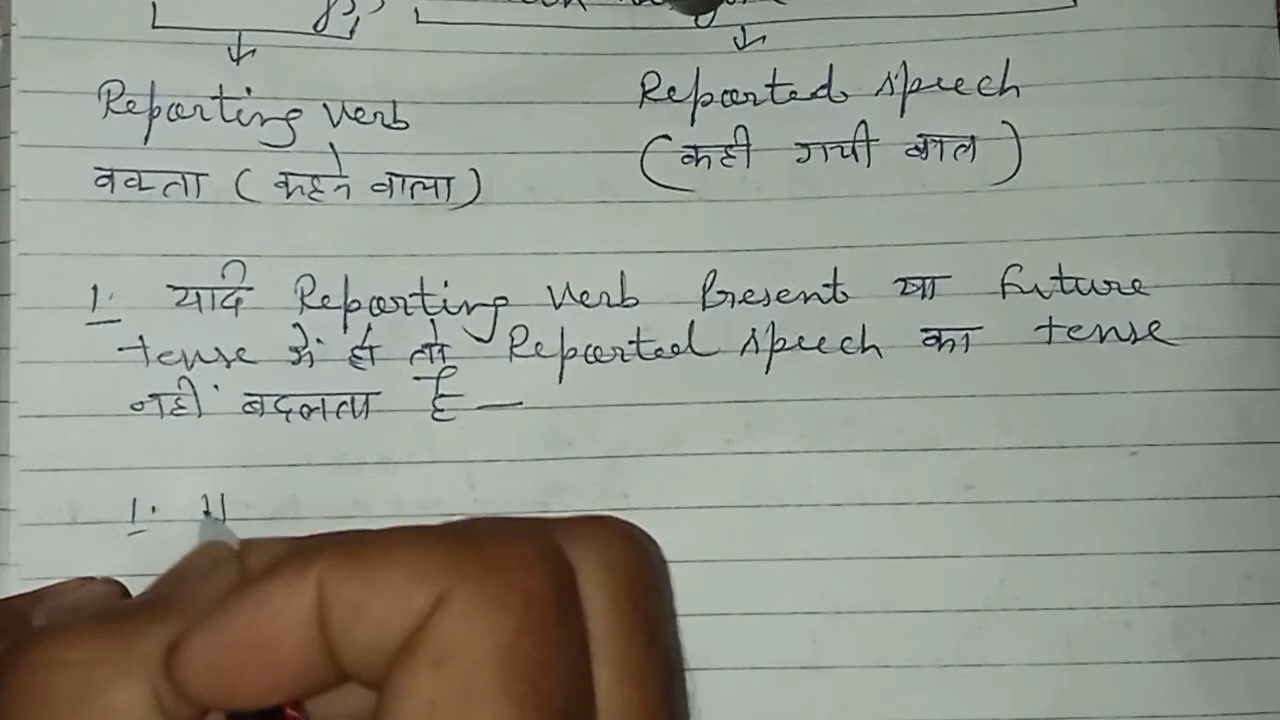 Reporting verb Reported speech
वक्ता (कहने वाला) (कही गयी बात)
1. यदि Reporting verb Present या future
tense में हो तो Reported speech का tense
नहीं बदलता है —
1.